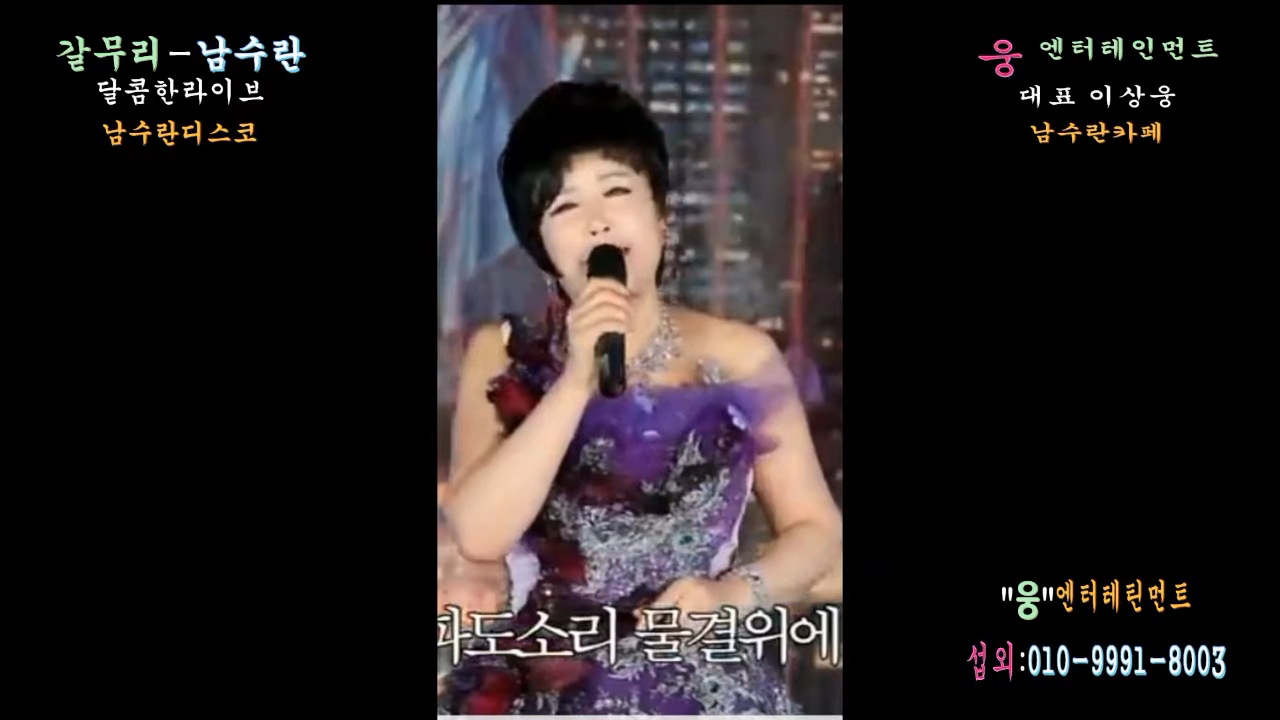 갈무리-남수란
달콤한라이브
남수란디스코
웅 엔터테인먼트
대표 이상웅
남수란카페
파도소리 물결위에
"웅"엔터테린먼트
섭외:010-9991-8003